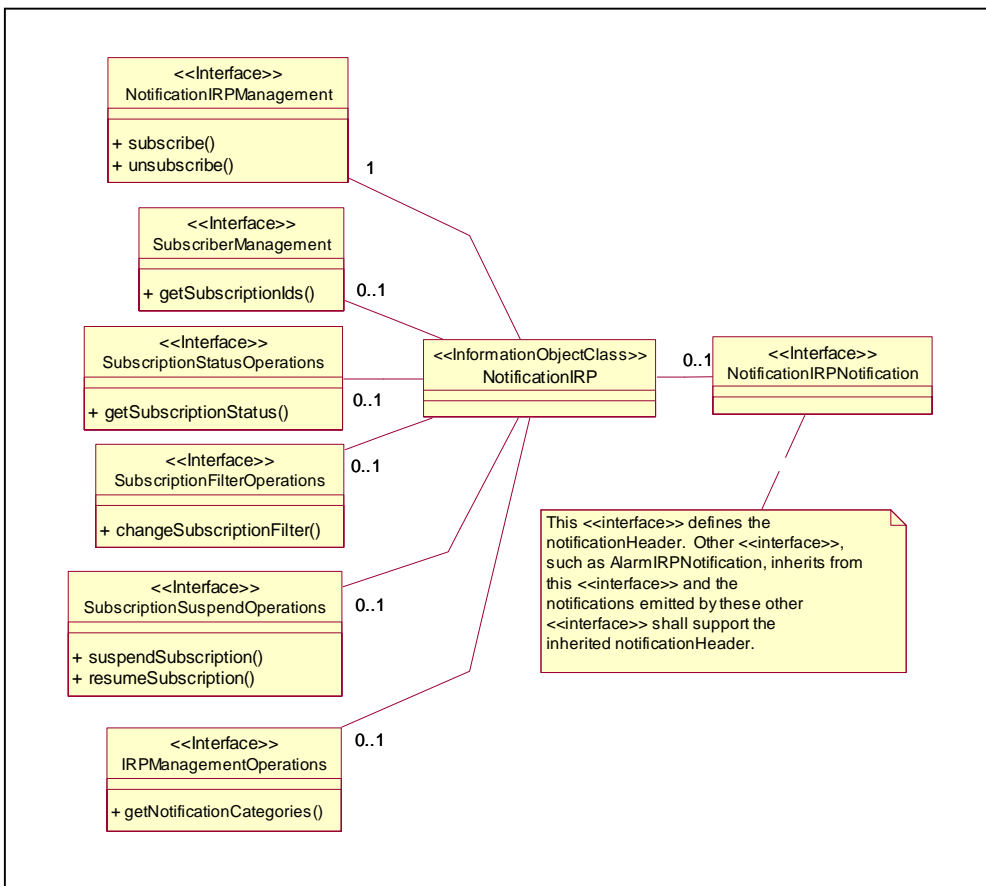 <<Interface>>
NotificationIRPManagement
+ subscribe()
+ unsubscribe()
1
<<Interface>>
SubscriberManagement
+ getSubscriptionIds()
0..1
<<Interface>>
SubscriptionStatusOperations
+ getSubscriptionStatus()
0..1
<<InformationObjectClass>>
NotificationIRP
0..1
<<Interface>>
NotificationIRPNotification
<<Interface>>
SubscriptionFilterOperations
+ changeSubscriptionFilter()
0..1
This <<interface>> defines the
notificationHeader. Other <<interface>>,
such as AlarmIRPNotification, inherits from
this <<interface>> and the
notifications emitted by these other
<<interface>> shall support the
inherited notificationHeader.
<<Interface>>
SubscriptionSuspendOperations
+ suspendSubscription()
+ resumeSubscription()
0..1
<<Interface>>
IRPManagementOperations
+ getNotificationCategories()
0..1